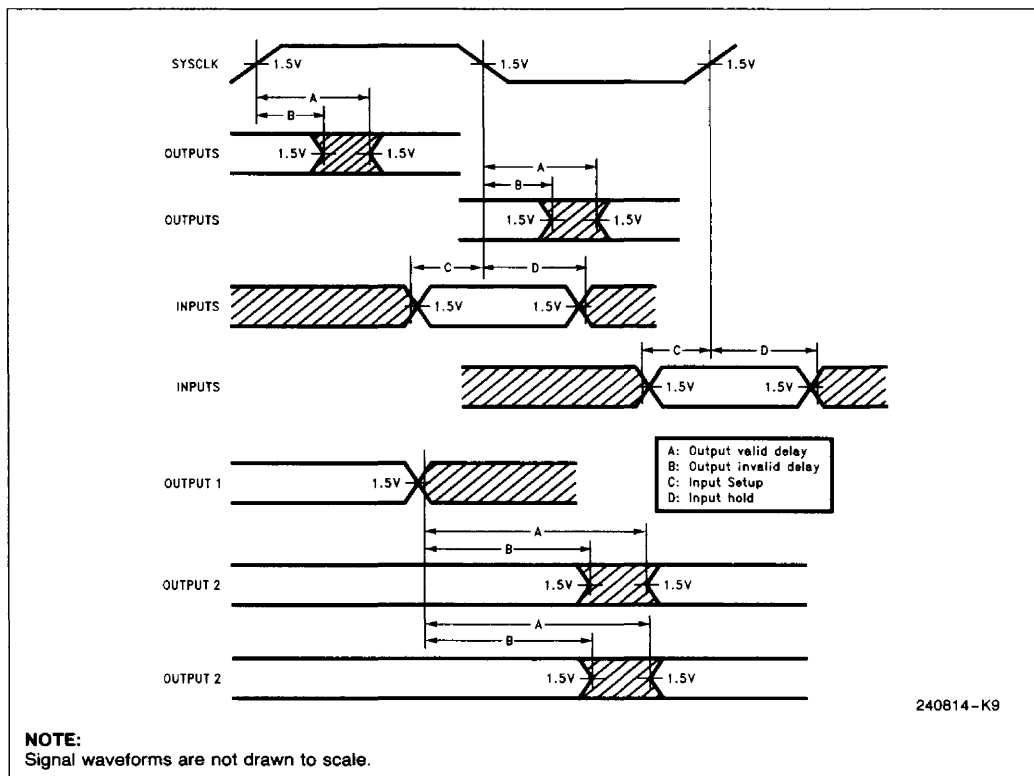 SYSCLK 1.5V 1.5V 1.5V
A
B
OUTPUTS 1.5V 1.5V
A
B
OUTPUTS 1.5V 1.5V
C D
INPUTS 1.5V 1.5V
C D
INPUTS 1.5V 1.5V
A: Output valid delay
B: Output invalid delay
C: Input Setup
D: Input hold
OUTPUT 1 1.5V
A
B
OUTPUT 2 1.5V 1.5V
A
B
OUTPUT 2 1.5V 1.5V
240814-K9
NOTE:
Signal waveforms are not drawn to scale.